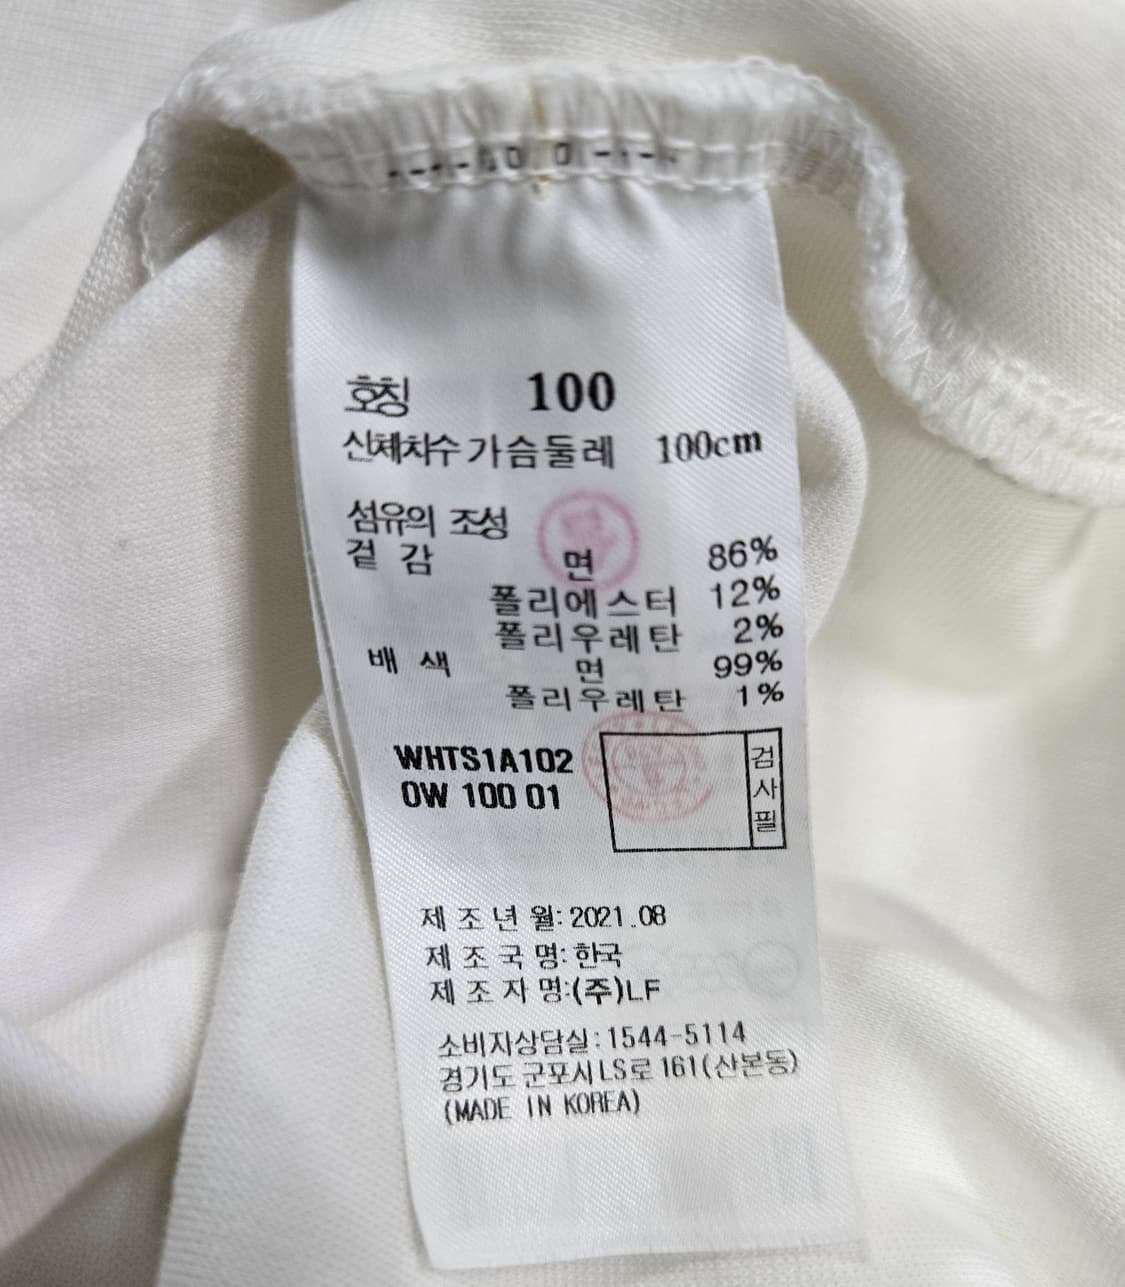 호칭 100
신체치수 가슴둘레 100cm
섬유의 조성
겉 감 면 86%
폴리에스터 12%
폴리우레탄 2%
배 색 면 99%
폴리우레탄 1%
WHTS1A102
OW 100 01
검사필
제 조 년 월: 2021.08
제 조 국 명: 한국
제 조 자 명:(주)LF
소비자상담실:1544-5114
경기도 군포시 LS로 161(산본동)
(MADE IN KOREA)